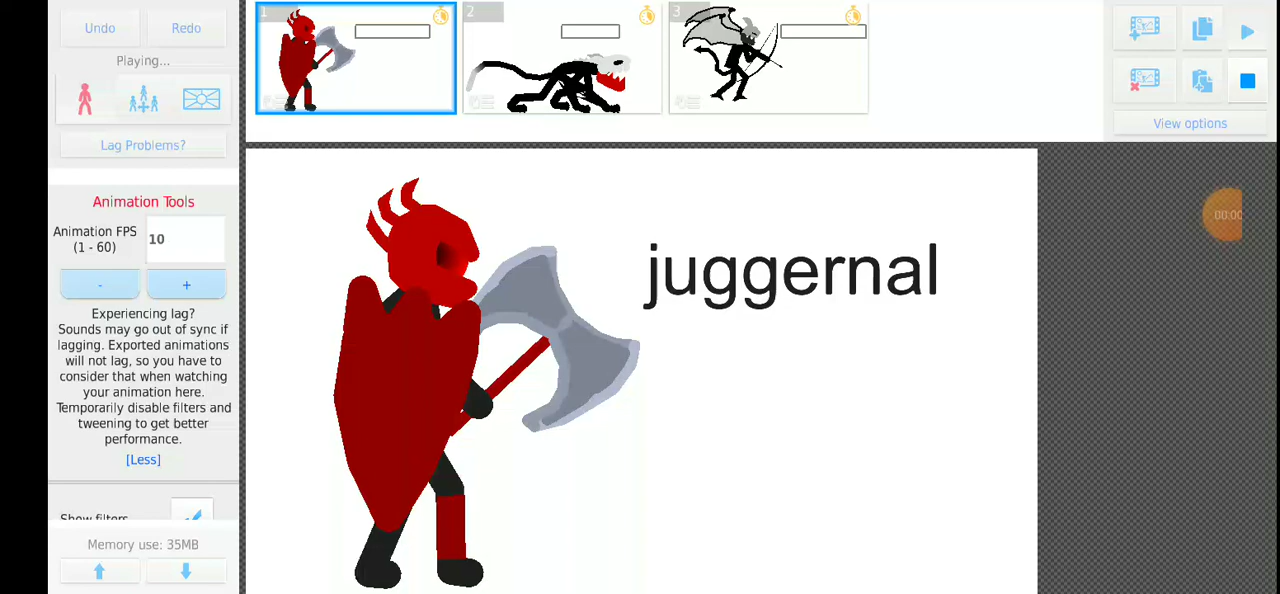 Undo
Redo
Playing...
Lag Problems?
Animation Tools
Animation FPS
(1 - 60)
10
-
+
Experiencing lag?
Sounds may go out of sync if
lagging. Exported animations
will not lag, so you have to
consider that when watching
your animation here.
Temporarily disable filters and
tweening to get better
performance.
[Less]
Show filters
Memory use: 35MB
1
2
3
View options
00:00
juggernal